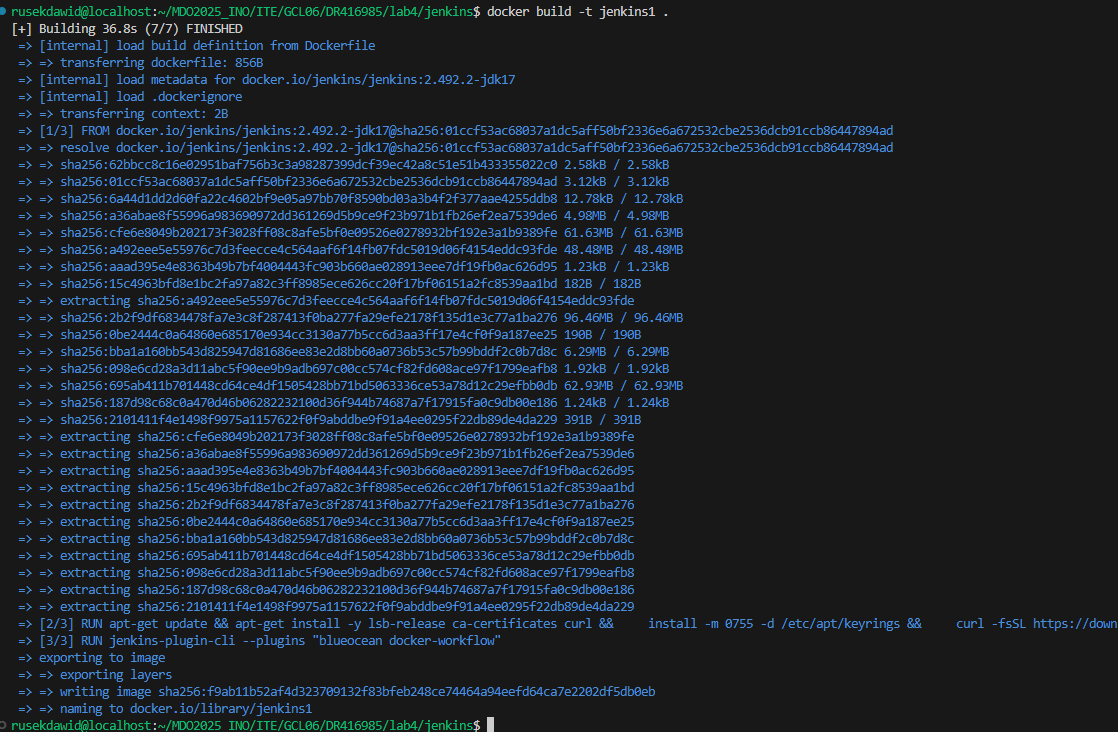 rusekdawid@localhost:~/MDO2025_INO/ITE/GCL06/DR416985/lab4/jenkins$ docker build -t jenkins1 .
[+] Building 36.8s (7/7) FINISHED
=> [internal] load build definition from Dockerfile
=> => transferring dockerfile: 856B
=> [internal] load metadata for docker.io/jenkins/jenkins:2.492.2-jdk17
=> [internal] load .dockerignore
=> => transferring context: 2B
=> [1/3] FROM docker.io/jenkins/jenkins:2.492.2-jdk17@sha256:01ccf53ac68037a1dc5aff50bf2336e6a672532cbe2536dcb91ccb86447894ad
=> => resolve docker.io/jenkins/jenkins:2.492.2-jdk17@sha256:01ccf53ac68037a1dc5aff50bf2336e6a672532cbe2536dcb91ccb86447894ad
=> => sha256:62bbcc8c16e02951baf756b3c3a98287399dcf39ec42a8c51e51b433355022c0 2.58kB / 2.58kB
=> => sha256:01ccf53ac68037a1dc5aff50bf2336e6a672532cbe2536dcb91ccb86447894ad 3.12kB / 3.12kB
=> => sha256:6a44d1dd2d60fa22c4602bf9e05a97bb70f8590bd03a3b4f2f377aae4255ddb8 12.78kB / 12.78kB
=> => sha256:a36abae8f55996a983690972dd361269d5b9ce9f23b971b1fb26ef2ea7539de6 4.98MB / 4.98MB
=> => sha256:cfe6e8049b202173f3028ff08c8afe5bf0e09526e0278932bf192e3a1b9389fe 61.63MB / 61.63MB
=> => sha256:a492eee5e55976c7d3feecce4c564aaf6f14fb07fdc5019d06f4154eddc93fde 48.48MB / 48.48MB
=> => sha256:aaad395e4e8363b49b7bf4004443fc903b660ae028913eee7df19fb0ac626d95 1.23kB / 1.23kB
=> => sha256:15c4963bfd8e1bc2fa97a82c3ff8985ece626cc20f17bf06151a2fc8539aa1bd 182B / 182B
=> => extracting sha256:a492eee5e55976c7d3feecce4c564aaf6f14fb07fdc5019d06f4154eddc93fde
=> => sha256:2b2f9df6834478fa7e3c8f287413f0ba277fa29efe2178f135d1e3c77a1ba276 96.46MB / 96.46MB
=> => sha256:0be2444c0a64860e685170e934cc3130a77b5cc6d3aa3ff17e4cf0f9a187ee25 190B / 190B
=> => sha256:bba1a160bb543d825947d81686ee83e2d8bb60a0736b53c57b99bddf2c0b7d8c 6.29MB / 6.29MB
=> => sha256:098e6cd28a3d11abc5f90ee9b9adb697c00cc574cf82fd608ace97f1799eafb8 1.92kB / 1.92kB
=> => sha256:695ab411b701448cd64ce4df1505428bb71bd5063336ce53a78d12c29efbb0db 62.93MB / 62.93MB
=> => sha256:187d98c68c0a470d46b06282232100d36f944b74687a7f17915fa0c9db00e186 1.24kB / 1.24kB
=> => sha256:2101411f4e1498f9975a1157622f0f9abddbe9f91a4ee0295f22db89de4da229 391B / 391B
=> => extracting sha256:cfe6e8049b202173f3028ff08c8afe5bf0e09526e0278932bf192e3a1b9389fe
=> => extracting sha256:a36abae8f55996a983690972dd361269d5b9ce9f23b971b1fb26ef2ea7539de6
=> => extracting sha256:aaad395e4e8363b49b7bf4004443fc903b660ae028913eee7df19fb0ac626d95
=> => extracting sha256:15c4963bfd8e1bc2fa97a82c3ff8985ece626cc20f17bf06151a2fc8539aa1bd
=> => extracting sha256:2b2f9df6834478fa7e3c8f287413f0ba277fa29efe2178f135d1e3c77a1ba276
=> => extracting sha256:0be2444c0a64860e685170e934cc3130a77b5cc6d3aa3ff17e4cf0f9a187ee25
=> => extracting sha256:bba1a160bb543d825947d81686ee83e2d8bb60a0736b53c57b99bddf2c0b7d8c
=> => extracting sha256:695ab411b701448cd64ce4df1505428bb71bd5063336ce53a78d12c29efbb0db
=> => extracting sha256:098e6cd28a3d11abc5f90ee9b9adb697c00cc574cf82fd608ace97f1799eafb8
=> => extracting sha256:187d98c68c0a470d46b06282232100d36f944b74687a7f17915fa0c9db00e186
=> => extracting sha256:2101411f4e1498f9975a1157622f0f9abddbe9f91a4ee0295f22db89de4da229
=> [2/3] RUN apt-get update && apt-get install -y lsb-release ca-certificates curl &&     install -m 0755 -d /etc/apt/keyrings &&     curl -fsSL https://down
=> [3/3] RUN jenkins-plugin-cli --plugins "blueocean docker-workflow"
=> exporting to image
=> => exporting layers
=> => writing image sha256:f9ab11b52af4d323709132f83bfeb248ce74464a94eefd64ca7e2202df5db0eb
=> => naming to docker.io/library/jenkins1
rusekdawid@localhost:~/MDO2025_INO/ITE/GCL06/DR416985/lab4/jenkins$